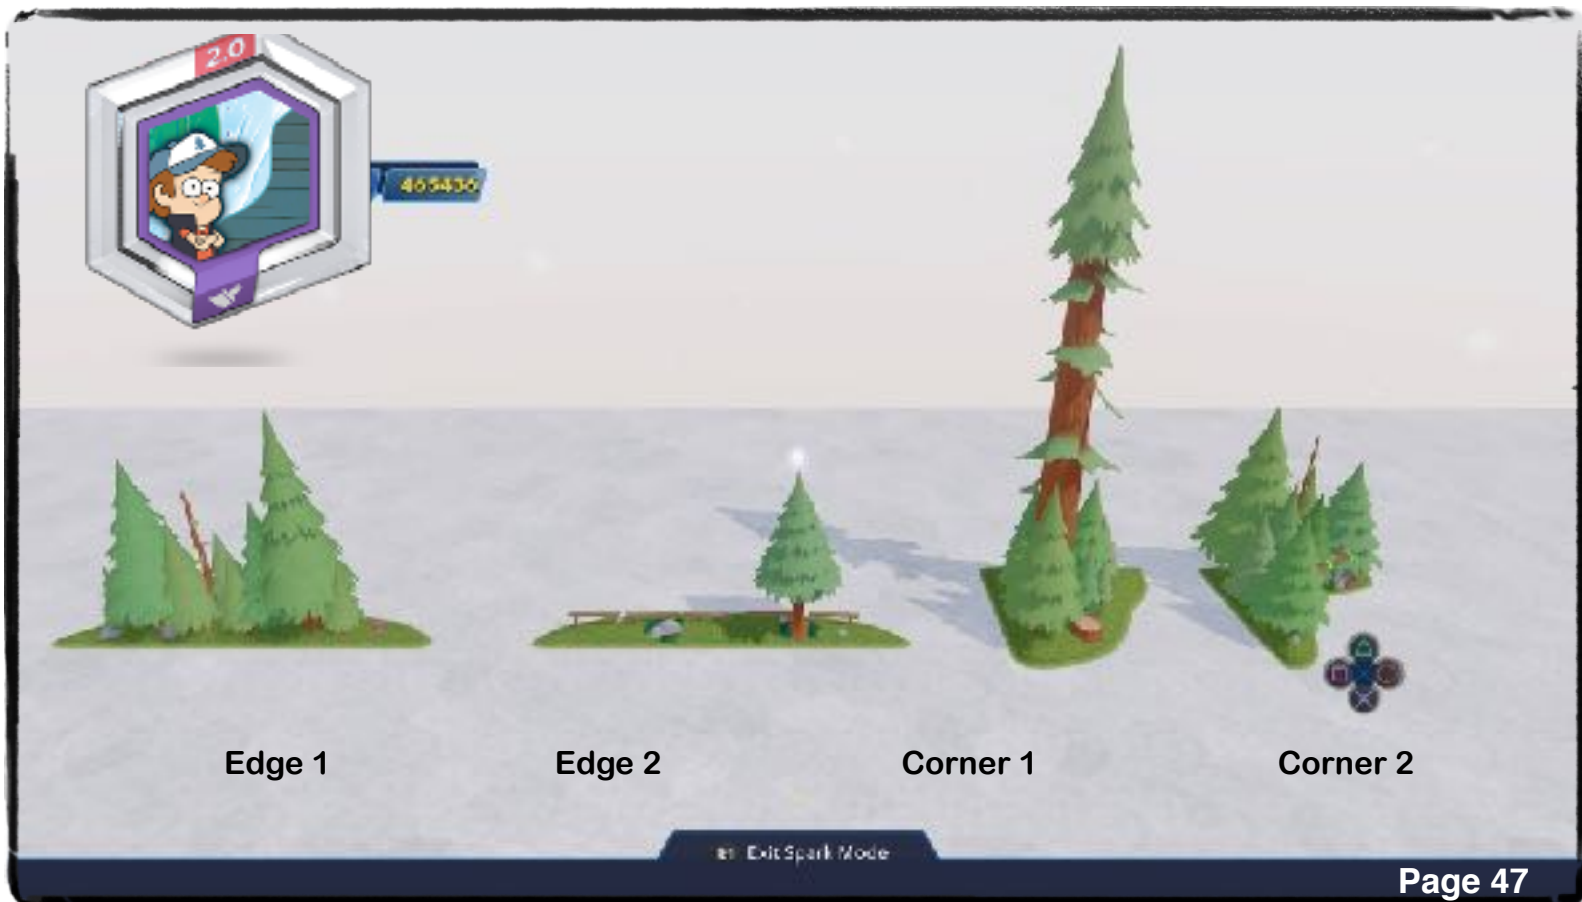 2.0
465436
Edge 1
Edge 2
Corner 1
Corner 2
Exit Spark Mode
Page 47